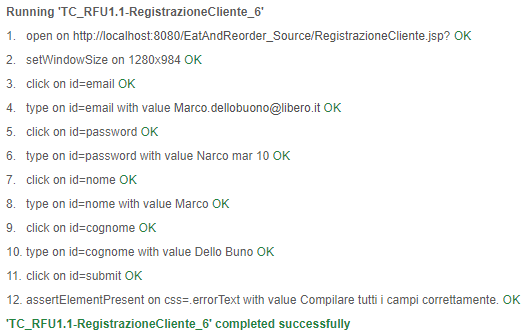 Running 'TC_RFU1.1-RegistrazioneCliente_6'
1. open on http://localhost:8080/EatAndReorder_Source/RegistrazioneCliente.jsp? OK
2. setWindowSize on 1280x984 OK
3. click on id=email OK
4. type on id=email with value Marco.dellobuono@libero.it OK
5. click on id=password OK
6. type on id=password with value Narco mar 10 OK
7. click on id=nome OK
8. type on id=nome with value Marco OK
9. click on id=cognome OK
10. type on id=cognome with value Dello Buno OK
11. click on id=submit OK
12. assertElementPresent on css=.errorText with value Compilare tutti i campi correttamente. OK
'TC_RFU1.1-RegistrazioneCliente_6' completed successfully